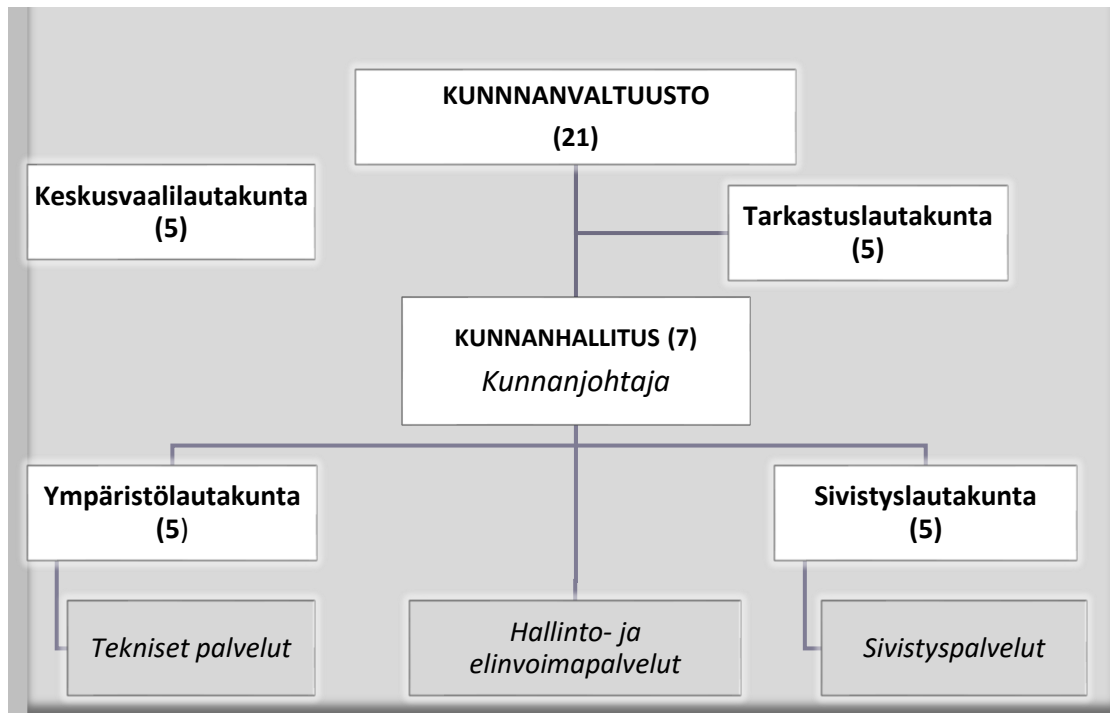 KUNNNANVALTUUSTO
(21)
Keskusvaalilautakunta
(5)
Tarkastuslautakunta
(5)
KUNNANHALLITUS (7)
Kunnanjohtaja
Ympäristölautakunta
(5)
Sivistyslautakunta
(5)
Tekniset palvelut
Hallinto- ja
elinvoimapalvelut
Sivistyspalvelut